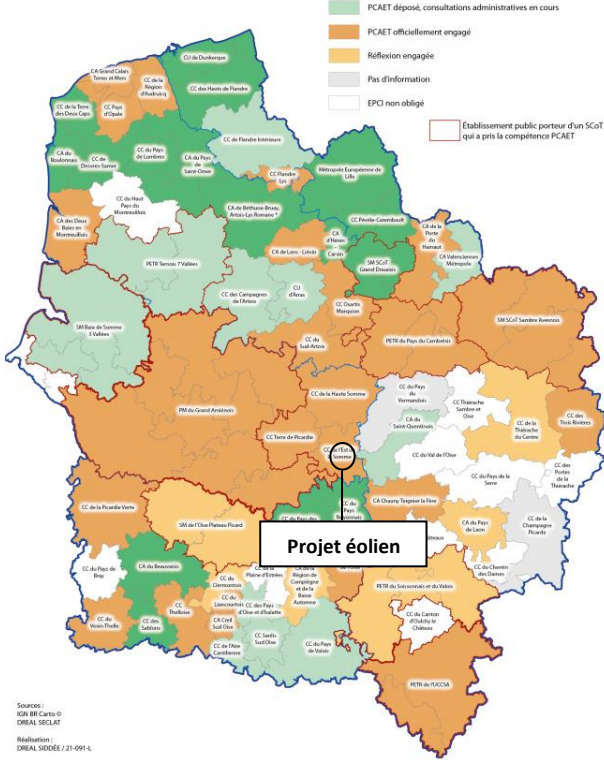 PCAET déposé, consultations administratives en cours
PCAET officiellement engagé
Réflexion engagée
Pas d'information
EPCI non obligé
Établissement public porteur d'un SCoT
qui a pris la compétence PCAET
CU de Dunkerque
CA Grand Calais
Terres et Mers
CC de la
Région
d'Audruicq
CC des Hauts de Flandre
CC de la Terre
des Deux Caps
CC Pays
d'Opale
CC de Flandre Intérieure
CA du
Boulonnais
CC de
Desvres-Samer
CC du
Pays de Lumbres
CA du Pays
de
Saint-Omer
CC Flandre
Lys
Métropole Européenne de
Lille
CC du Haut
Pays du
Montreuillois
CA de Béthune-Bruay,
Artois-Lys Romane *
CC Pévèle-Carembault
CA des Deux
Baies en
Montreuillois
CA de Lens - Liévin
CA
d'Hénin
Carvin
SM SCoT
Grand Douaisis
CA de la
Porte
du
Hainaut
CA Valenciennes
Métropole
PETR Ternois 7 Vallées
CC des Campagnes
de l'Artois
CU
d'Arras
CC Osartis
Marquion
SM Baie de Somme
3 Vallées
CC du
Sud-Artois
PETR du Pays du Cambrésis
SM SCoT Sambre Avesnois
PM du Grand Amiénois
CC de la Haute Somme
CC du Pays
du
Vermandois
CC Thiérache
Sambre et
Oise
CA du
Saint-Quentinois
CC de la
Thiérache
du Centre
CC des
Trois Rivières
CC Terre de Picardie
CC de l'Est de
la Somme
CC du Val de l'Oise
CC des
Portes
de la
Thiérache
CC du Pays de la
Serre
CC de la Picardie Verte
SM de l'Oise Plateau Picard
CC du Pays des
CC du
Pays
Noyonnais
CA Chauny Tergnier la Fère
CA du Pays
de Laon
CC de la
Champagne
Picarde
Projet éolien
CC du Pays de
Bray
CA du Beauvaisis
CC du
Clermontois
CC de la
Plaine d'Estrées
CA de la
Région de
Compiègne
et de la
Basse
Automne
PETR du Soissonnais et du Valois
CC du Chemin
des Dames
CC du
Liancourtois
CC des Pays
d'Oise et d'Halatte
CC du
Vexin-Thelle
CC des
Sablons
CC
Thelloise
CA Creil
Sud Oise
CC de l'Aire
Cantilienne
CC Senlis
Sud Oise
CC du Pays
de Valois
CC du Canton
d'Oulchy le
Château
PETR de l'UCCSA
Sources :
IGN BR Carto ©
DREAL SECLAT
Réalisation :
DREAL SIDDÉE / 21-091-L